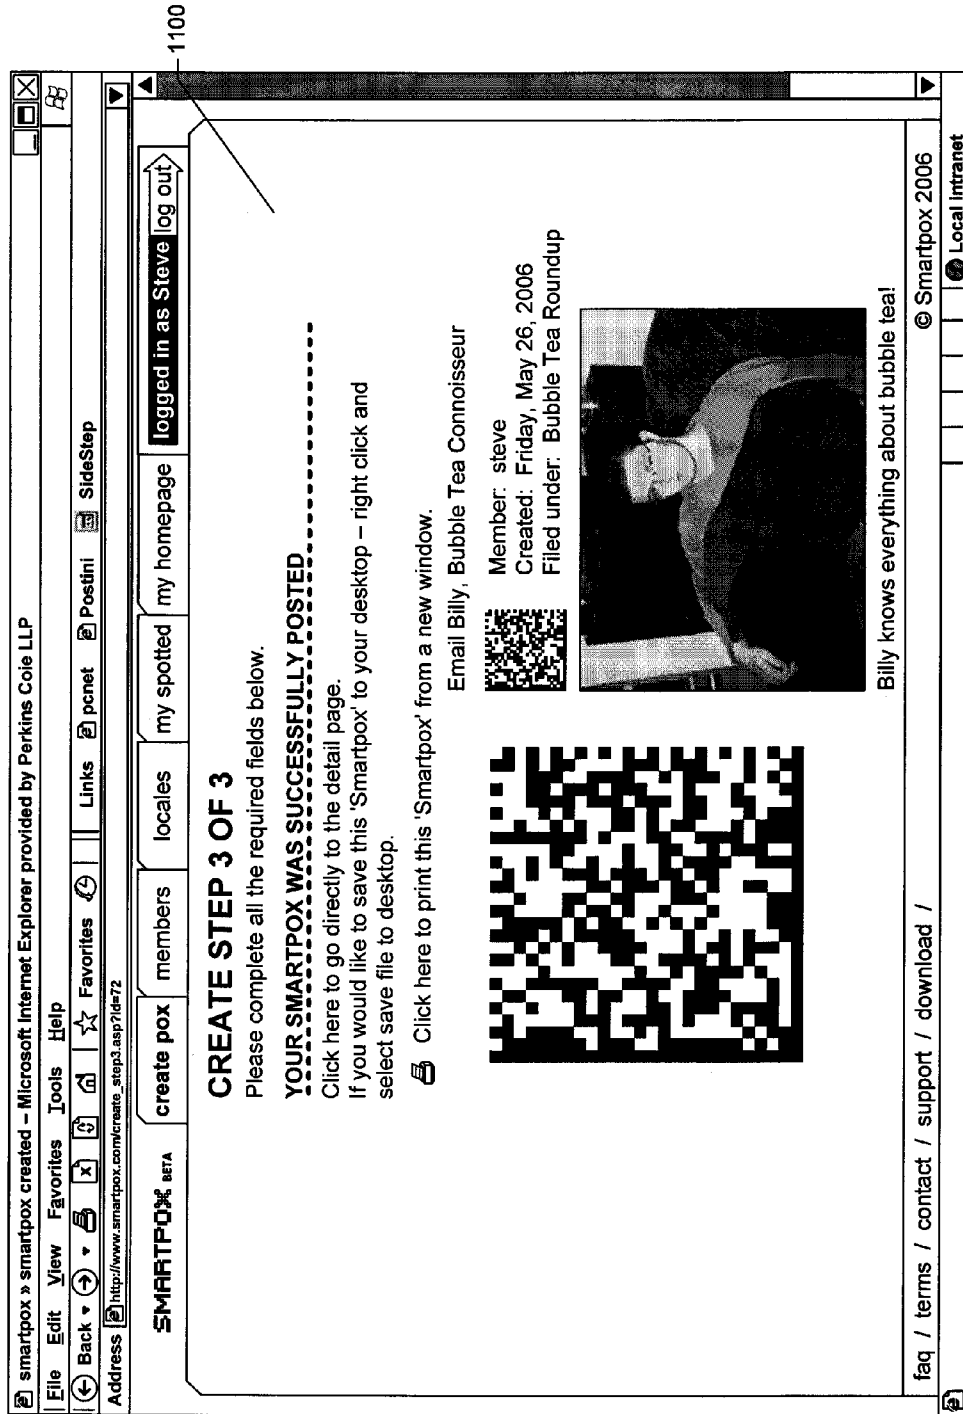 1100
smartpox » smartpox created – Microsoft Internet Explorer provided by Perkins Coie LLP
File Edit View Favorites Tools Help
Back Favorites Links pcnet Postini SideStep
Address http://www.smartpox.com/create_step3.asp?id=72
SMARTPOX BETA create pox members locales my spotted my homepage logged in as Steve log out
CREATE STEP 3 OF 3
Please complete all the required fields below.
YOUR SMARTPOX WAS SUCCESSFULLY POSTED
Click here to go directly to the detail page.
If you would like to save this 'Smartpox' to your desktop – right click and
select save file to desktop.
Click here to print this 'Smartpox' from a new window.
Email Billy, Bubble Tea Connoisseur
Member: steve
Created: Friday, May 26, 2006
Filed under: Bubble Tea Roundup
Billy knows everything about bubble tea!
faq / terms / contact / support / download / © Smartpox 2006
Local intranet